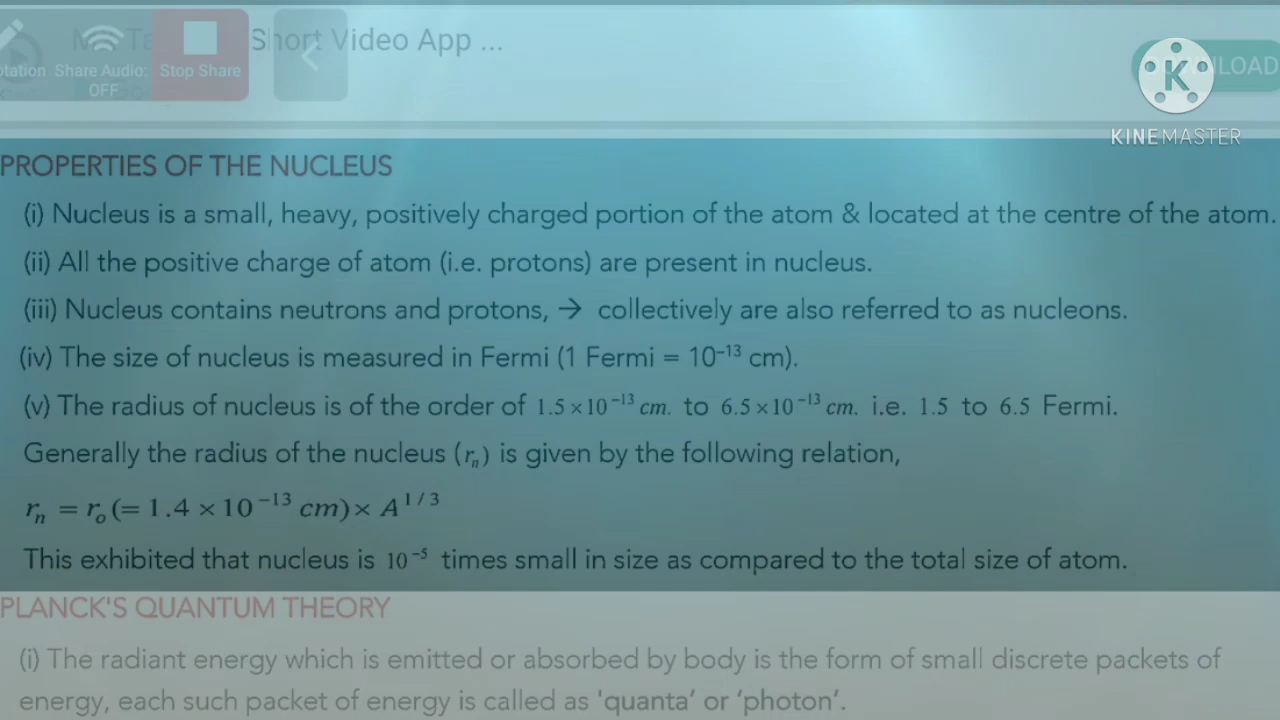 Short Video App ...
otation Share Audio: OFF Stop Share
NLOAD
K
KINEMASTER
PROPERTIES OF THE NUCLEUS
(i) Nucleus is a small, heavy, positively charged portion of the atom & located at the centre of the atom.
(ii) All the positive charge of atom (i.e. protons) are present in nucleus.
(iii) Nucleus contains neutrons and protons, → collectively are also referred to as nucleons.
(iv) The size of nucleus is measured in Fermi (1 Fermi = 10⁻¹³ cm).
(v) The radius of nucleus is of the order of 1.5×10⁻¹³ cm. to 6.5×10⁻¹³ cm. i.e. 1.5 to 6.5 Fermi.
Generally the radius of the nucleus (rₙ) is given by the following relation,
rₙ = rₒ (= 1.4 × 10⁻¹³ cm) × A^1/3
This exhibited that nucleus is 10⁻⁵ times small in size as compared to the total size of atom.
PLANCK'S QUANTUM THEORY
(i) The radiant energy which is emitted or absorbed by body is the form of small discrete packets of
energy, each such packet of energy is called as 'quanta' or 'photon'.